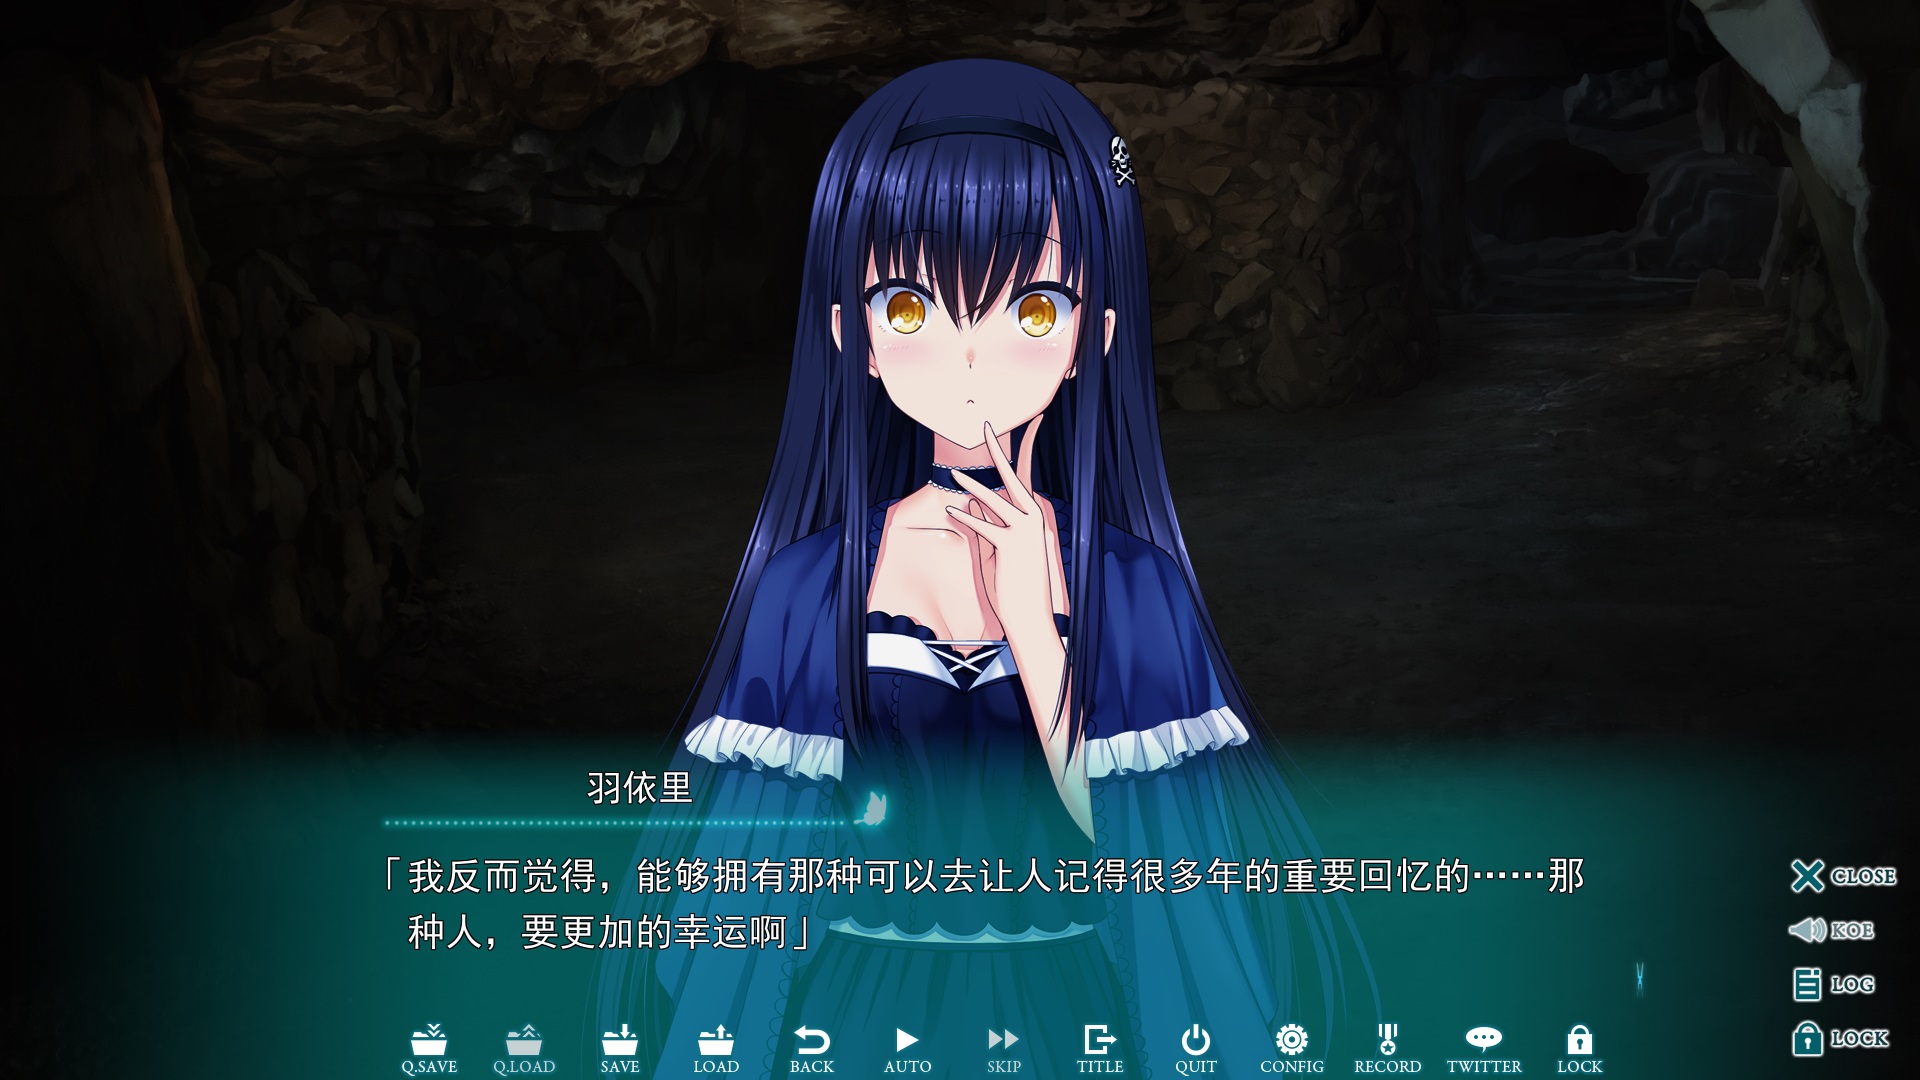 羽依里
「我反而觉得，能够拥有那种可以去让人记得很多年的重要回忆的……那
种人，要更加的幸运啊」
CLOSE
KOE
LOG
LOCK
Q.SAVE Q.LOAD SAVE LOAD BACK AUTO SKIP TITLE QUIT CONFIG RECORD TWITTER LOCK